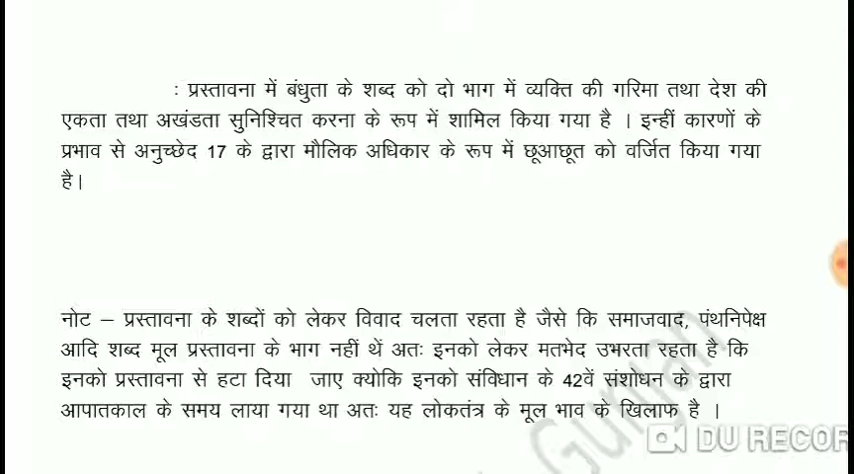 : प्रस्तावना में बंधुता के शब्द को दो भाग में व्यक्ति की गरिमा तथा देश की
एकता तथा अखंडता सुनिश्चित करना के रूप में शामिल किया गया है । इन्हीं कारणों के
प्रभाव से अनुच्छेद 17 के द्वारा मौलिक अधिकार के रूप में छूआछूत को वर्जित किया गया
है।
नोट – प्रस्तावना के शब्दों को लेकर विवाद चलता रहता है जैसे कि समाजवाद, पंथनिपेक्ष
आदि शब्द मूल प्रस्तावना के भाग नहीं थें अतः इनको लेकर मतभेद उभरता रहता है कि
इनको प्रस्तावना से हटा दिया जाए क्योकि इनको संविधान के 42वें संशोधन के द्वारा
आपातकाल के समय लाया गया था अतः यह लोकतंत्र के मूल भाव के खिलाफ है ।
Gunjan
DU RECOR